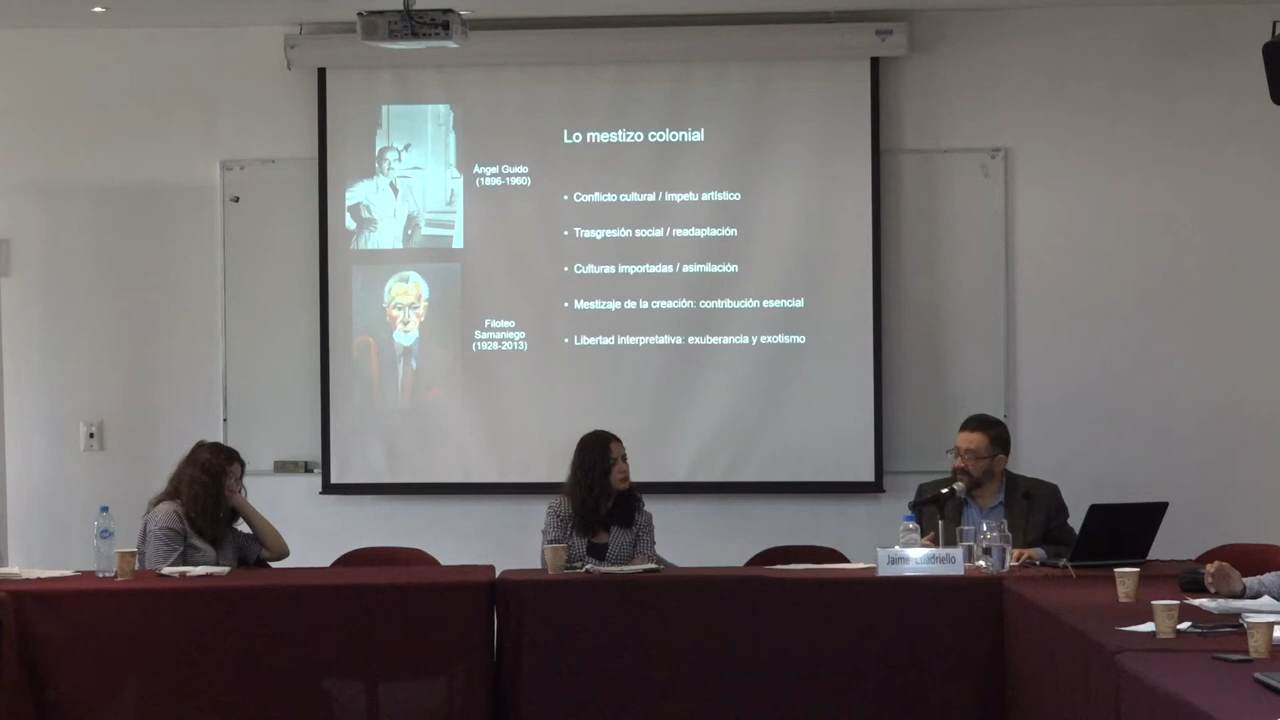 Lo mestizo colonial
Ángel Guido
(1896-1960)
• Conflicto cultural / ímpetu artístico
• Trasgresión social / readaptación
• Culturas importadas / asimilación
• Mestizaje de la creación: contribución esencial
Filoteo
Samaniego
(1928-2013)
• Libertad interpretativa: exuberancia y exotismo
Jaime Cuadriello